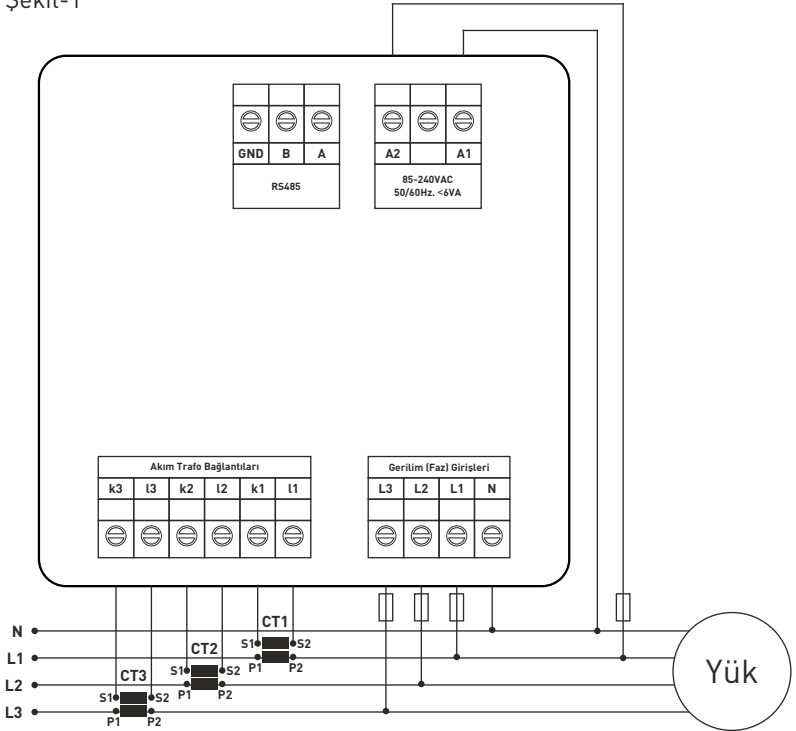 Şekil-1
GND B A
RS485
A2 A1
85-240VAC
50/60Hz. <6VA
Akım Trafo Bağlantıları
k3 l3 k2 l2 k1 l1
Gerilim (Faz) Girişleri
L3 L2 L1 N
N
L1
L2
L3
CT1
S1 S2
P1 P2
CT2
S1 S2
P1 P2
CT3
S1 S2
P1 P2
Yük